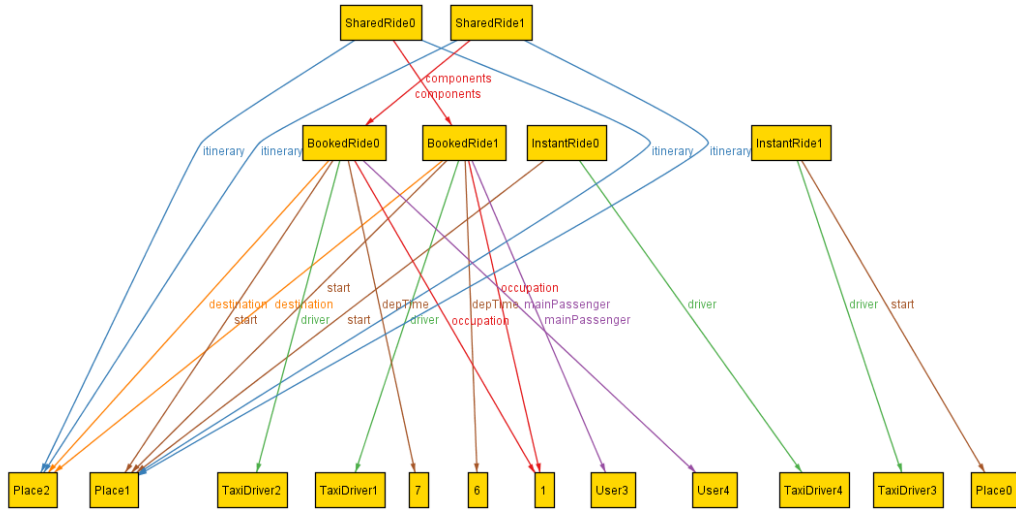 SharedRide0 SharedRide1
components
components
BookedRide0 BookedRide1 InstantRide0 InstantRide1
itinerary itinerary itinerary itinerary
start occupation
destination destination depTime depTime mainPassenger driver driver start
start driver start driver occupation mainPassenger
Place2 Place1 TaxiDriver2 TaxiDriver1 7 6 1 User3 User4 TaxiDriver4 TaxiDriver3 Place0